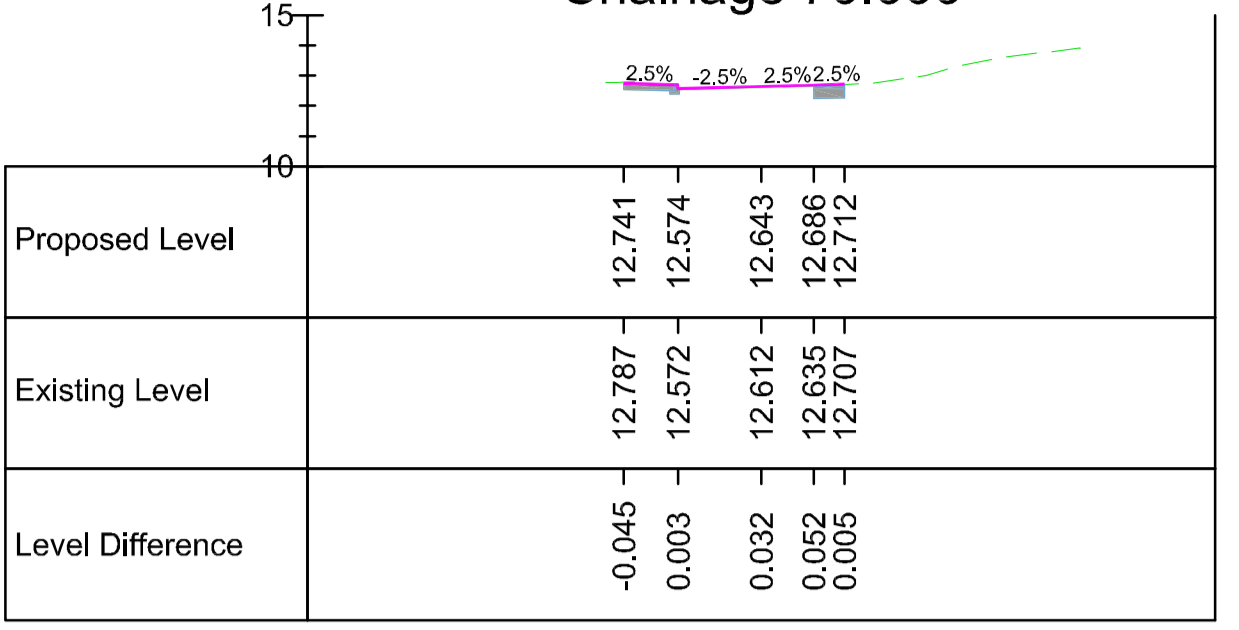 15
2.5% -2.5% 2.5% 2.5%
10
Proposed Level 12.741 12.574 12.643 12.686 12.712
Existing Level 12.787 12.572 12.612 12.635 12.707
Level Difference -0.045 0.003 0.032 0.052 0.005